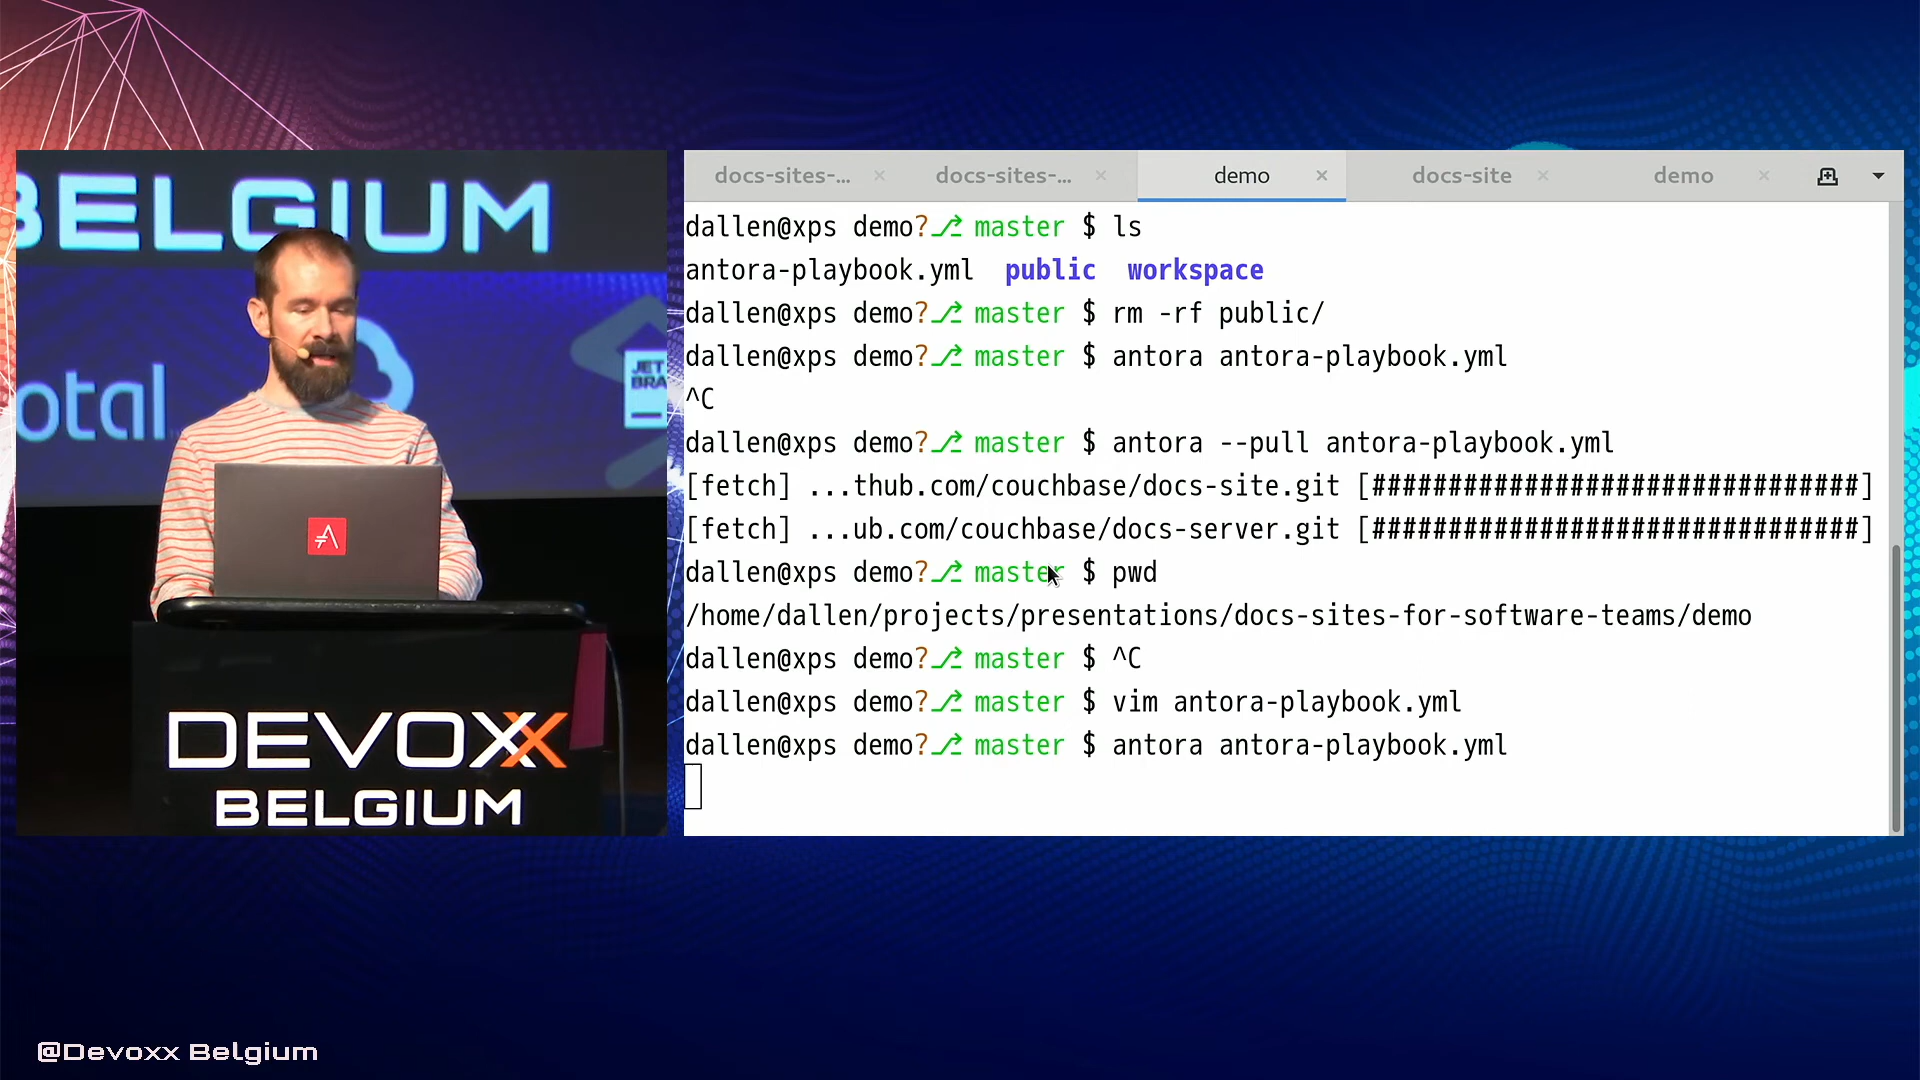 BELGIUM
otal
JET
BRA
DEVOXX
BELGIUM
docs-sites-... × docs-sites-... × demo × docs-site × demo ×
dallen@xps demo?⎇ master $ ls
antora-playbook.yml public workspace
dallen@xps demo?⎇ master $ rm -rf public/
dallen@xps demo?⎇ master $ antora antora-playbook.yml
^C
dallen@xps demo?⎇ master $ antora --pull antora-playbook.yml
[fetch] ...thub.com/couchbase/docs-site.git [################################]
[fetch] ...ub.com/couchbase/docs-server.git [################################]
dallen@xps demo?⎇ master $ pwd
/home/dallen/projects/presentations/docs-sites-for-software-teams/demo
dallen@xps demo?⎇ master $ ^C
dallen@xps demo?⎇ master $ vim antora-playbook.yml
dallen@xps demo?⎇ master $ antora antora-playbook.yml
@Devoxx Belgium